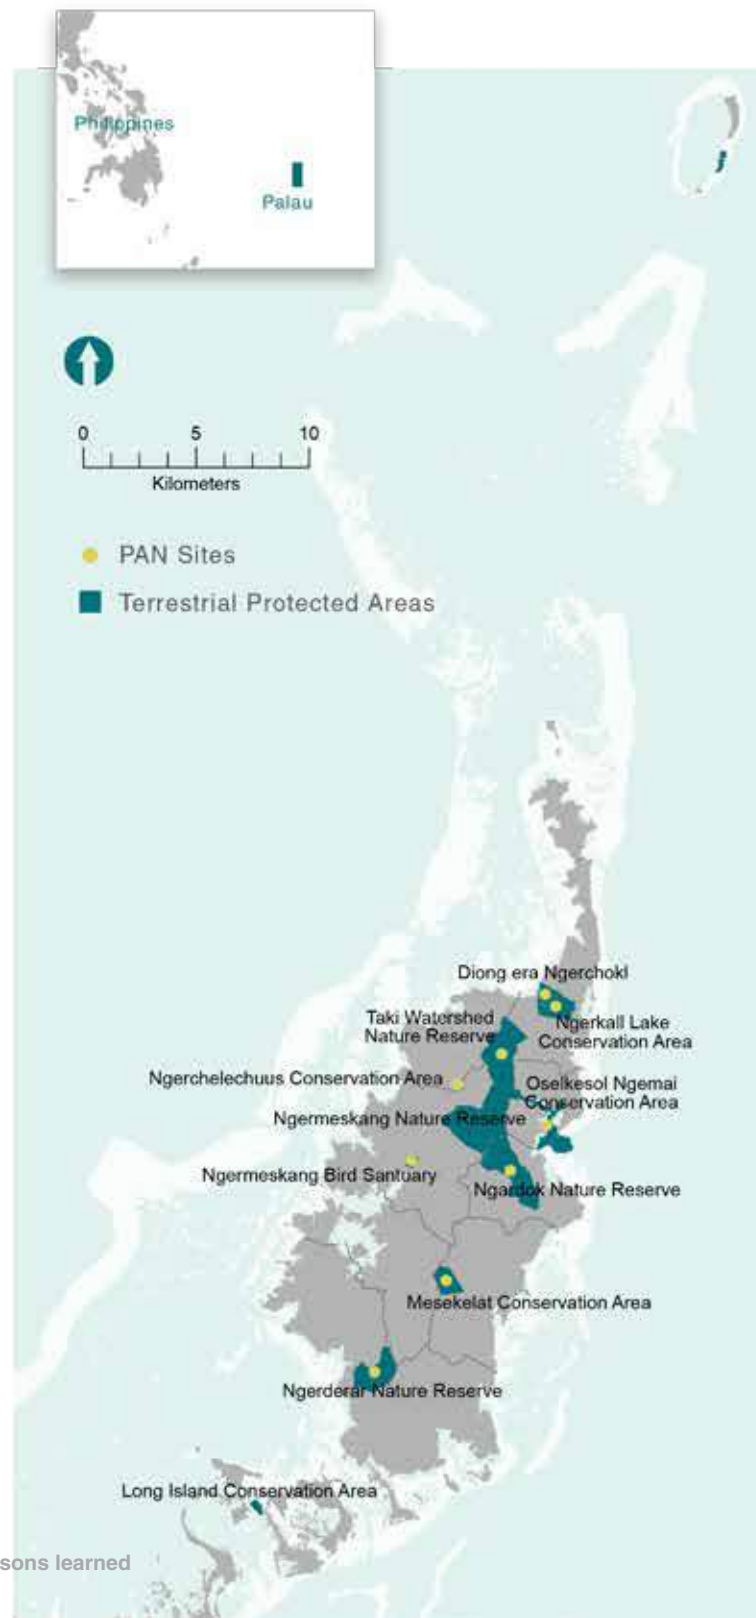 Philippines
Palau
0 5 10
Kilometers
PAN Sites
Terrestrial Protected Areas
Diong era Ngerchokl
Taki Watershed
Nature Reserve
Ngerkall Lake
Conservation Area
Ngerchelechuus Conservation Area
Oselkesol Ngemai
Conservation Area
Ngermeskang Nature Reserve
Ngermeskang Bird Santuary
Ngardok Nature Reserve
Mesekelat Conservation Area
Ngerderar Nature Reserve
Long Island Conservation Area
sons learned